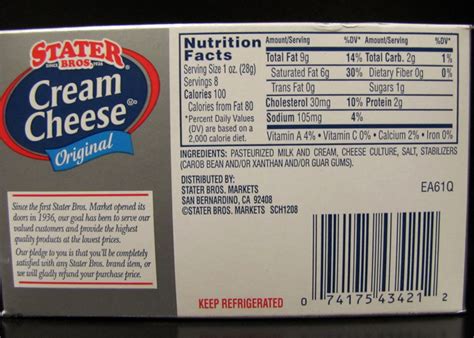 STATER
SINCE BROS. 1936
Cream
Cheese
Original
Since the first Stater Bros. Market opened its
doors in 1936, our goal has been to serve our
valued customers and provide the highest
quality products at the lowest prices.
Our pledge to you is that you'll be completely
satisfied with any Stater Bros. brand item, or
we will gladly refund your purchase price.
Nutrition
Facts
Serving Size 1 oz. (28g)
Servings 8
Calories 100
Calories from Fat 80
*Percent Daily Values
(DV) are based on a
2,000 calorie diet.
Amount/Serving %DV* Amount/Serving %DV*
Total Fat 9g 14% Total Carb. 2g 1%
Saturated Fat 6g 30% Dietary Fiber 0g 0%
Trans Fat 0g Sugars 1g
Cholesterol 30mg 10% Protein 2g
Sodium 105mg 4%
Vitamin A 4% • Vitamin C 0% • Calcium 2% • Iron 0%
INGREDIENTS: PASTEURIZED MILK AND CREAM, CHEESE CULTURE, SALT, STABILIZERS
(CAROB BEAN AND/OR XANTHAN AND/OR GUAR GUMS).
DISTRIBUTED BY:
STATER BROS. MARKETS
SAN BERNARDINO, CA 92408
©STATER BROS. MARKETS SCH1208
EA61Q
KEEP REFRIGERATED
0 74175 43421 2